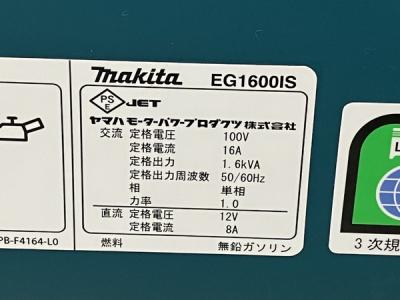 makita EG1600IS
PS E JET
ヤマハモーターパワープロダクツ株式会社
交流 定格電圧 100V
定格電流 16A
定格出力 1.6kVA
定格出力周波数 50/60Hz
相 単相
力率 1.0
直流 定格電圧 12V
定格電流 8A
燃料 無鉛ガソリン
PB-F4164-L0
3次規